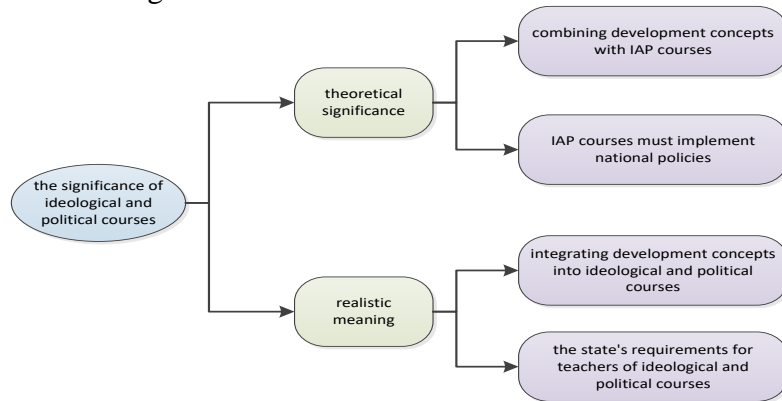 combining development concepts
with IAP courses
theoretical
significance
IAP courses must implement
national policies
the significance of
ideological and
political courses
integrating development concepts
into ideological and political
courses
realistic
meaning
the state's requirements for
teachers of ideological and
political courses